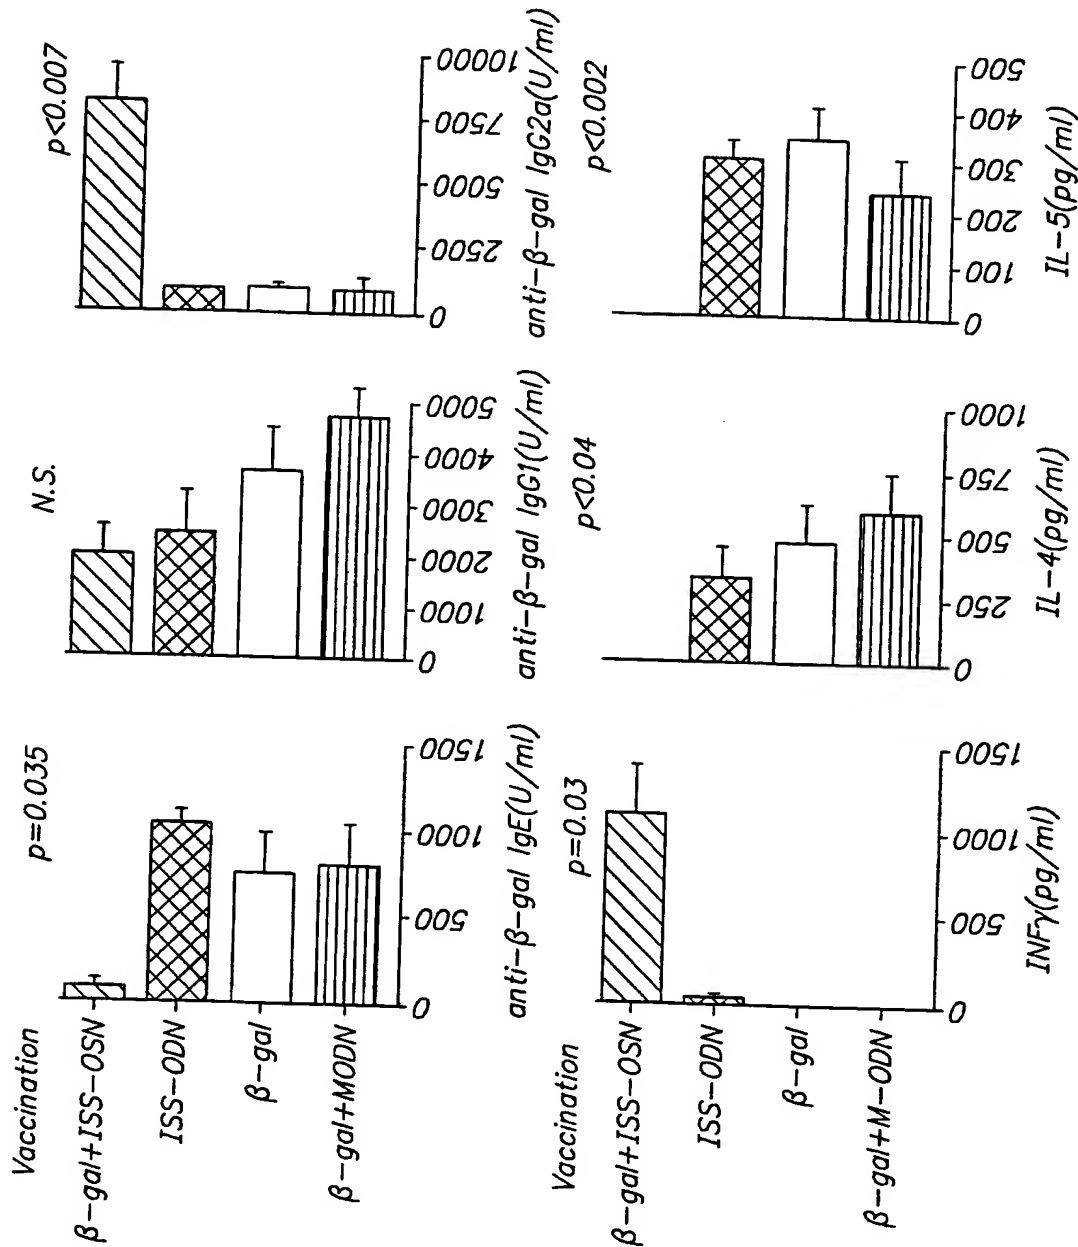 Vaccination
p=0.035
N.S.
p<0.007
β-gal+ISS-OSN
ISS-ODN
β-gal
β-gal+MODN
0 500 1000 1500
0 1000 2000 3000 4000 5000
0 2500 5000 7500 10000
anti-β-gal IgE(U/ml)
anti-β-gal IgG1(U/ml)
anti-β-gal IgG2a(U/ml)
Vaccination
p=0.03
p<0.04
p<0.002
β-gal+ISS-OSN
ISS-ODN
β-gal
β-gal+M-ODN
0 500 1000 1500
0 250 500 750 1000
0 100 200 300 400 500
INFγ(pg/ml)
IL-4(pg/ml)
IL-5(pg/ml)